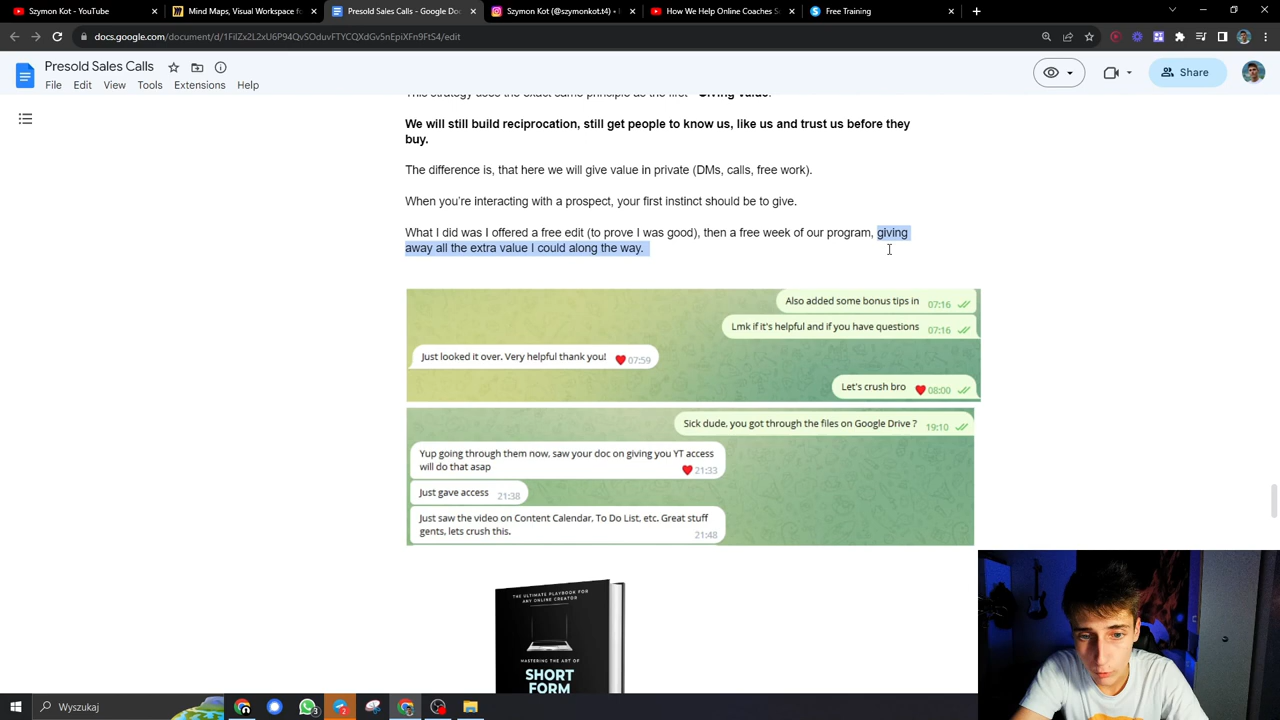 Szymon Kot - YouTube
Mind Maps, Visual Workspace fo
Presold Sales Calls - Google Doc
Szymon Kot (@szymonkot.t4) •
How We Help Online Coaches Sc
Free Training
docs.google.com/document/d/1FilZx2L2xU6P94QvSOduvFTYCQXdGv5nEpiXFn9FtS4/edit
Presold Sales Calls
File Edit View Tools Extensions Help
Share
We will still build reciprocation, still get people to know us, like us and trust us before they
buy.
The difference is, that here we will give value in private (DMs, calls, free work).
When you're interacting with a prospect, your first instinct should be to give.
What I did was I offered a free edit (to prove I was good), then a free week of our program, giving
away all the extra value I could along the way.
Also added some bonus tips in 07:16
Lmk if it's helpful and if you have questions 07:16
Just looked it over. Very helpful thank you! 07:59
Let's crush bro 08:00
Sick dude, you got through the files on Google Drive ? 19:10
Yup going through them now, saw your doc on giving you YT access
will do that asap 21:33
Just gave access 21:38
Just saw the video on Content Calendar, To Do List, etc. Great stuff
gents, lets crush this. 21:48
THE ULTIMATE PLAYBOOK FOR
ANY ONLINE CREATOR
MASTERING THE ART OF
SHORT
FORM
Wyszukaj
3
2